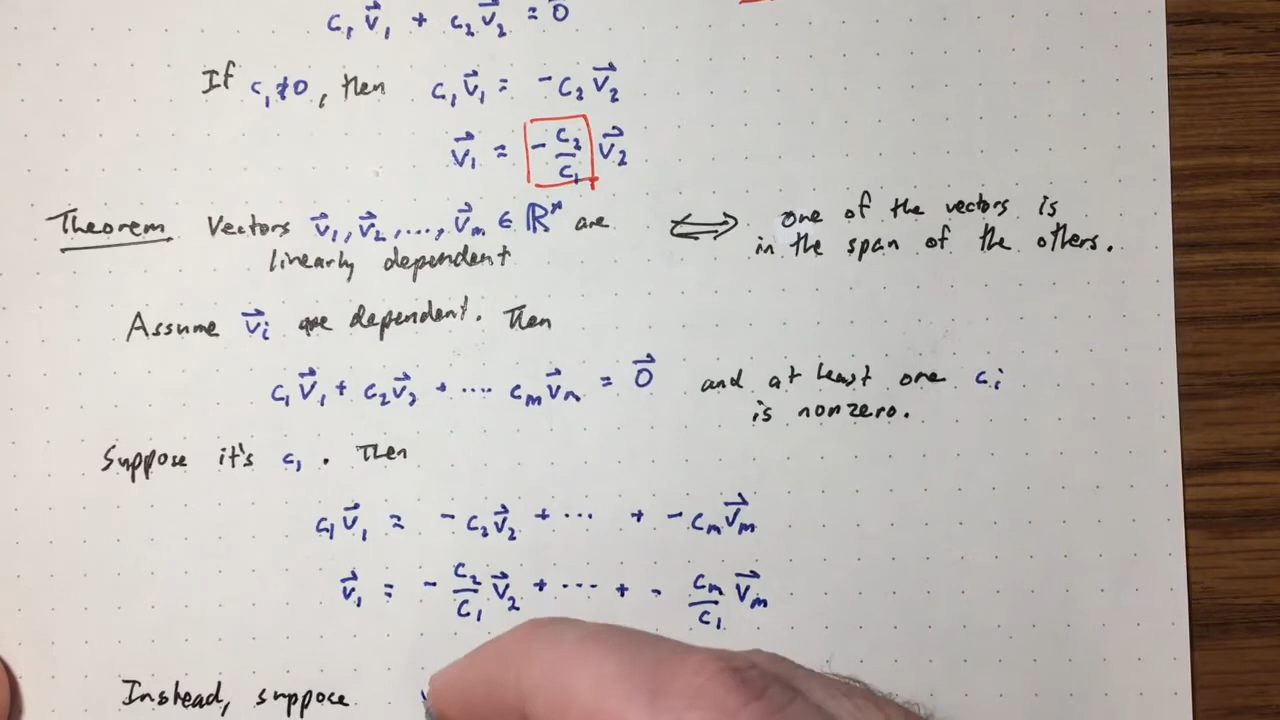 c₁v⃗₁ + c₂v⃗₂ = 0⃗
If c₁≠0, then c₁v⃗₁ = -c₂v⃗₂
v⃗₁ = -c₂/c₁ v⃗₂
Theorem Vectors v⃗₁, v⃗₂, ..., v⃗ₘ ∈ ℝⁿ are ⟺ one of the vectors is
linearly dependent in the span of the others.
Assume v⃗ᵢ are dependent. Then
c₁v⃗₁ + c₂v⃗₂ + .... cₘv⃗ₘ = 0⃗ and at least one cᵢ
is nonzero.
Suppose it's c₁. Then
c₁v⃗₁ = -c₂v⃗₂ + ... + -cₘv⃗ₘ
v⃗₁ = -c₂/c₁ v⃗₂ + ... + - cₘ/c₁ v⃗ₘ
Instead, suppose